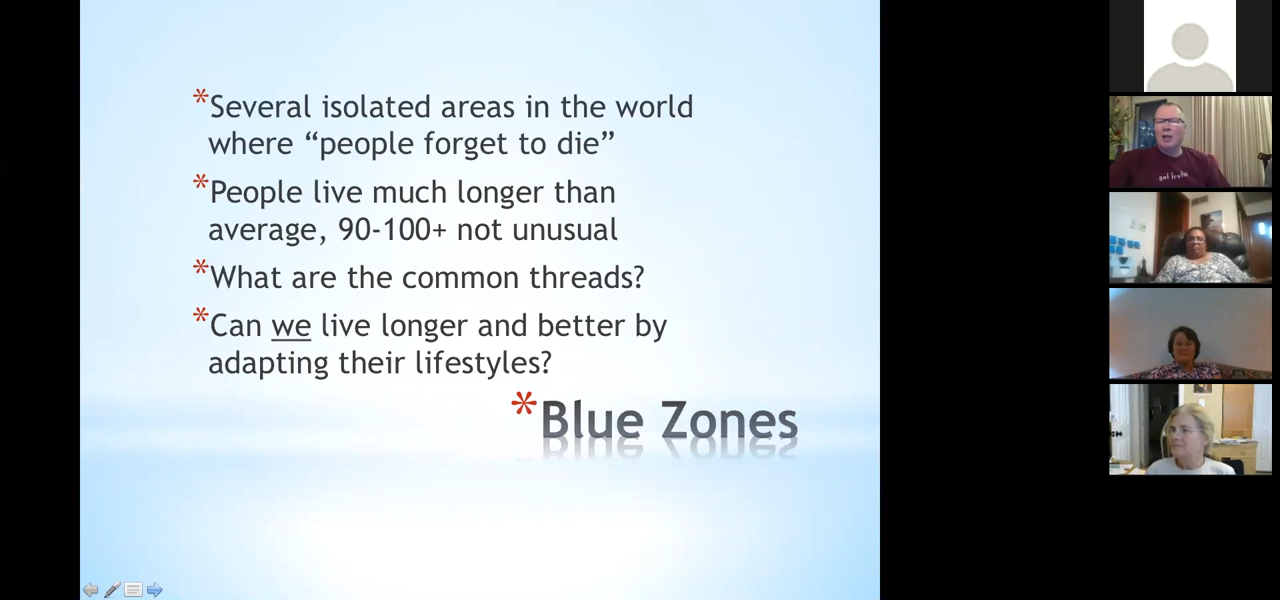 *Several isolated areas in the world
where “people forget to die”
*People live much longer than
average, 90-100+ not unusual
*What are the common threads?
*Can we live longer and better by
adapting their lifestyles?
*Blue Zones
got truth?